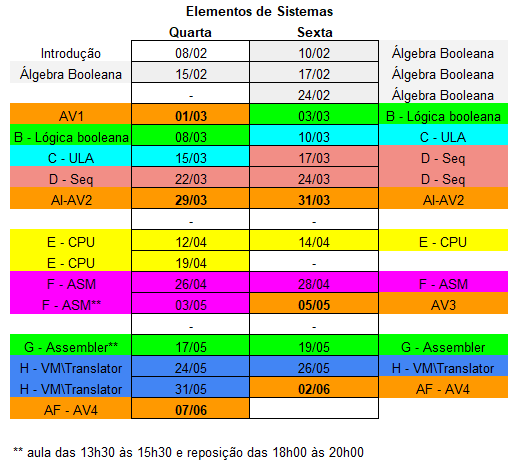 Elementos de Sistemas
Quarta Sexta
Introdução 08/02 10/02 Álgebra Booleana
Álgebra Booleana 15/02 17/02 Álgebra Booleana
- 24/02 Álgebra Booleana
AV1 01/03 03/03 B - Lógica booleana
B - Lógica booleana 08/03 10/03 C - ULA
C - ULA 15/03 17/03 D - Seq
D - Seq 22/03 24/03 D - Seq
AI-AV2 29/03 31/03 AI-AV2
- -
E - CPU 12/04 14/04 E - CPU
E - CPU 19/04
F - ASM 26/04 28/04 F - ASM
F - ASM** 03/05 05/05 AV3
- -
G - Assembler** 17/05 19/05 G - Assembler
H - VM\Translator 24/05 26/05 H - VM\Translator
H - VM\Translator 31/05 02/06 AF - AV4
AF - AV4 07/06
** aula das 13h30 às 15h30 e reposição das 18h00 às 20h00